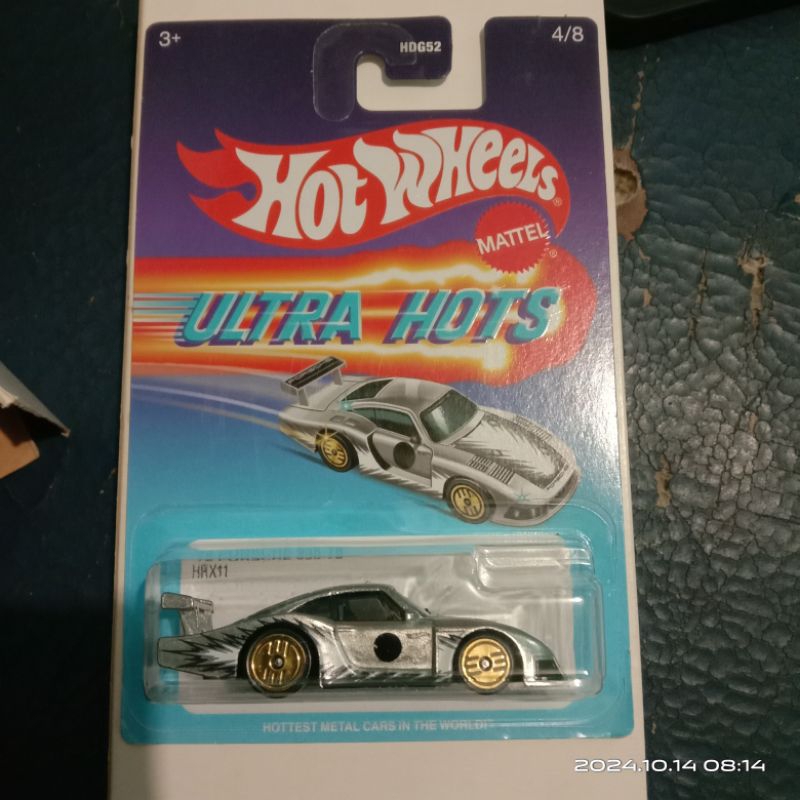 3+
HDG52
4/8
Hot Wheels®
MATTEL®
ULTRA HOTS
PORSCHE
HRX11
HOTTEST METAL CARS IN THE WORLD!
2024.10.14 08:14